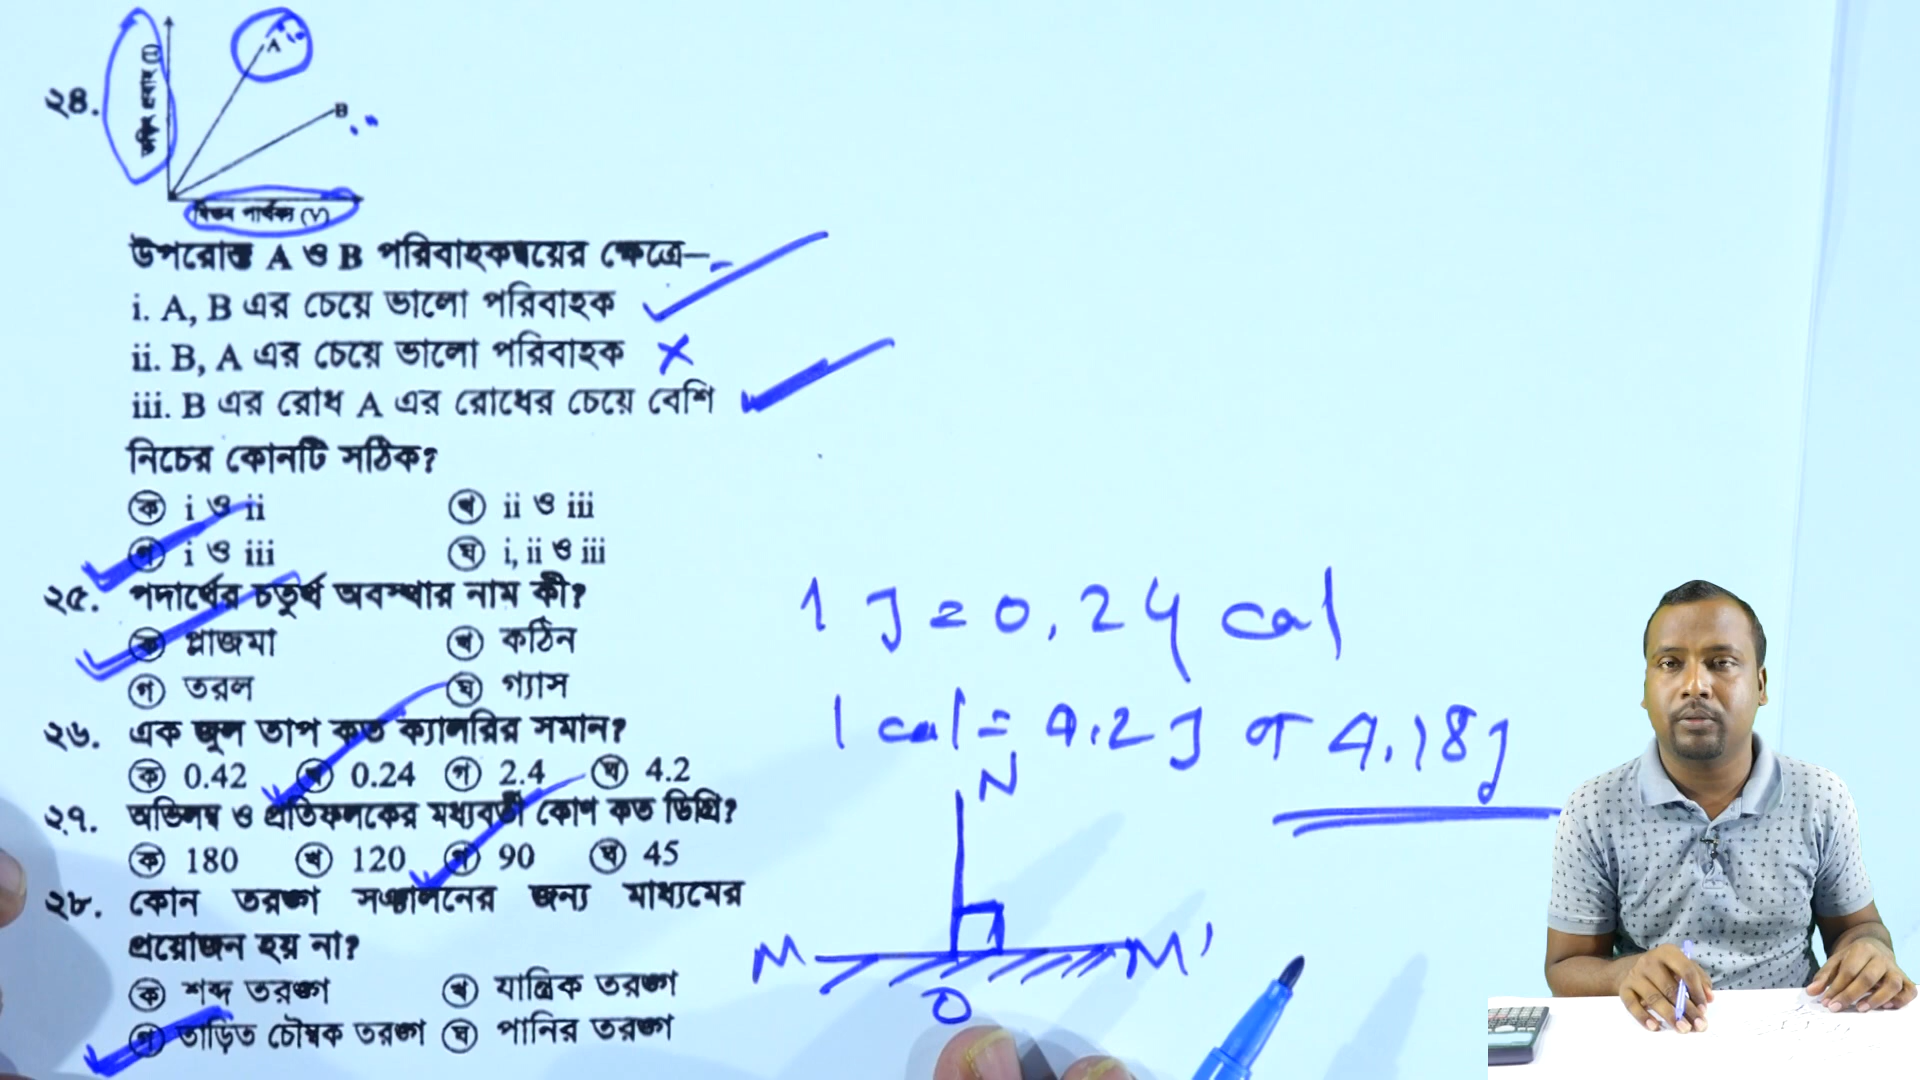 ২৪.
তড়িৎ প্রবাহ (I)
A
B
বিভব পার্থক্য (V)
উপরোক্ত A ও B পরিবাহকদ্বয়ের ক্ষেত্রে—
i. A, B এর চেয়ে ভালো পরিবাহক
ii. B, A এর চেয়ে ভালো পরিবাহক
iii. B এর রোধ A এর রোধের চেয়ে বেশি
নিচের কোনটি সঠিক?
ক i ও ii খ ii ও iii
গ i ও iii ঘ i, ii ও iii
২৫. পদার্থের চতুর্থ অবস্থার নাম কী?
ক প্লাজমা খ কঠিন
গ তরল ঘ গ্যাস
২৬. এক জুল তাপ কত ক্যালরির সমান?
ক 0.42 খ 0.24 গ 2.4 ঘ 4.2
২৭. অভিলম্ব ও প্রতিফলকের মধ্যবর্তী কোণ কত ডিগ্রি?
ক 180 খ 120 গ 90 ঘ 45
২৮. কোন তরঙ্গ সঞ্চালনের জন্য মাধ্যমের
প্রয়োজন হয় না?
ক শব্দ তরঙ্গ খ যান্ত্রিক তরঙ্গ
গ তাড়িত চৌম্বক তরঙ্গ ঘ পানির তরঙ্গ
1 J = 0.24 cal
1 cal = 4.2 J or 4.18 J
N
M M'
O